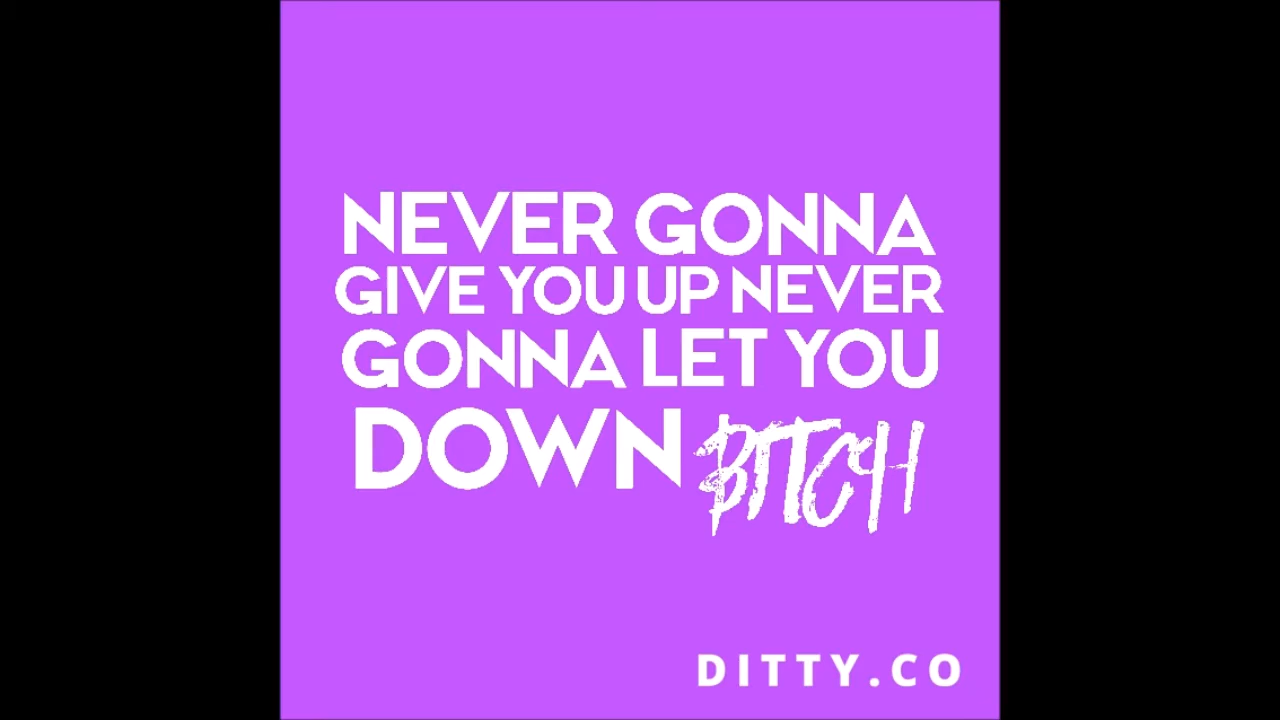 NEVER GONNA
GIVE YOU UP NEVER
GONNA LET YOU
DOWN BITCH
DITTY.CO